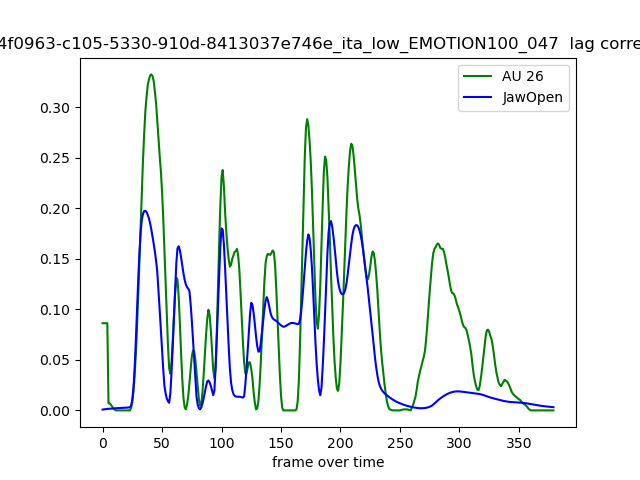 4f0963-c105-5330-910d-8413037e746e_ita_low_EMOTION100_047 lag corre
AU 26
JawOpen
0.30
0.25
0.20
0.15
0.10
0.05
0.00
0 50 100 150 200 250 300 350
frame over time